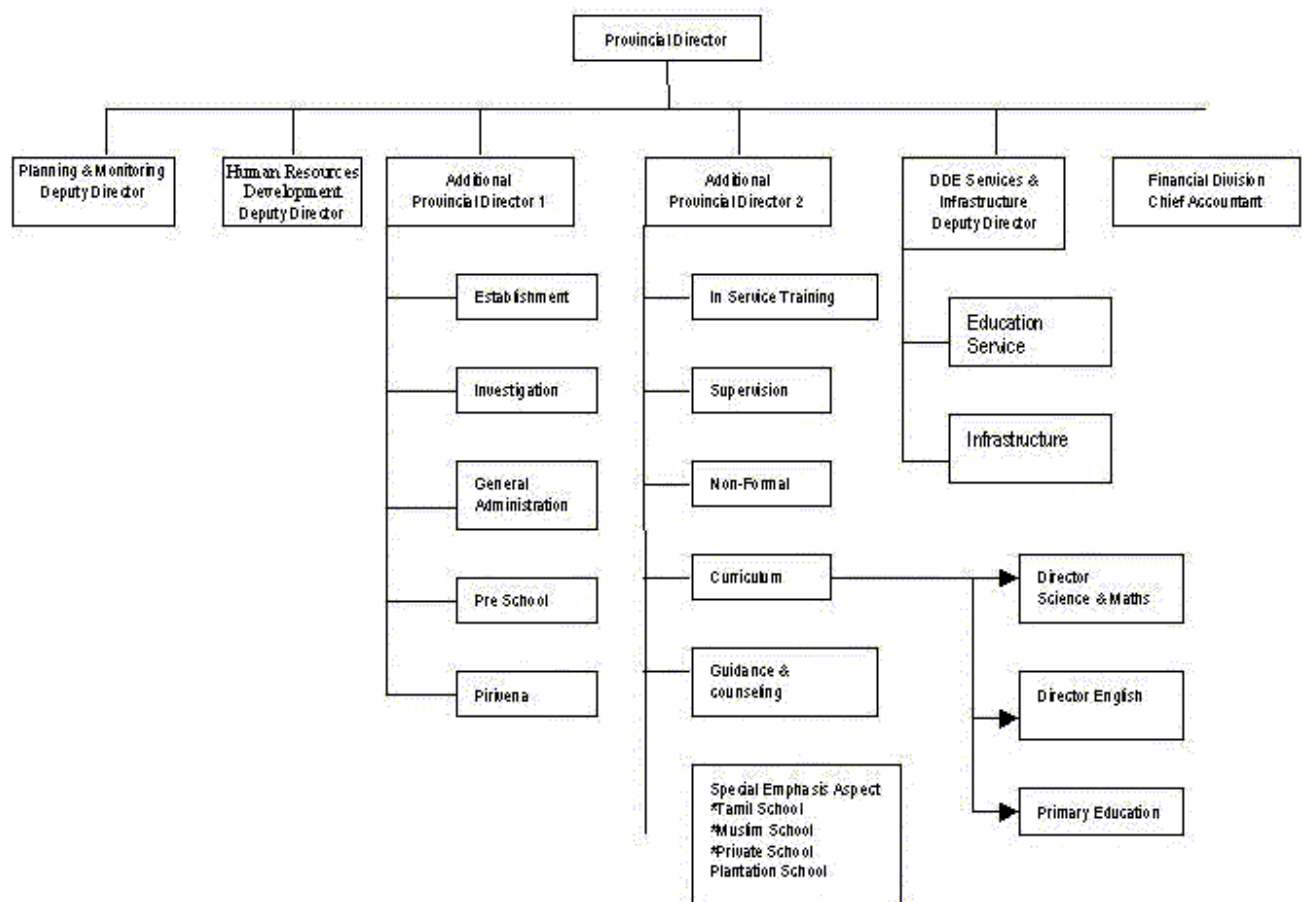 Provincial Director
Planning & Monitoring
Deputy Director
Human Resources
Development
Deputy Director
Additional
Provincial Director 1
Additional
Provincial Director 2
DDE Services &
Infrastructure
Deputy Director
Financial Division
Chief Accountant
Establishment
Investigation
General
Administration
Pre School
Pirivena
In Service Training
Supervision
Non-Formal
Curriculum
Guidance &
counseling
Special Emphasis Aspect
*Tamil School
*Muslim School
*Private School
Plantation School
Education
Service
Infrastructure
Director
Science & Maths
Director English
Primary Education